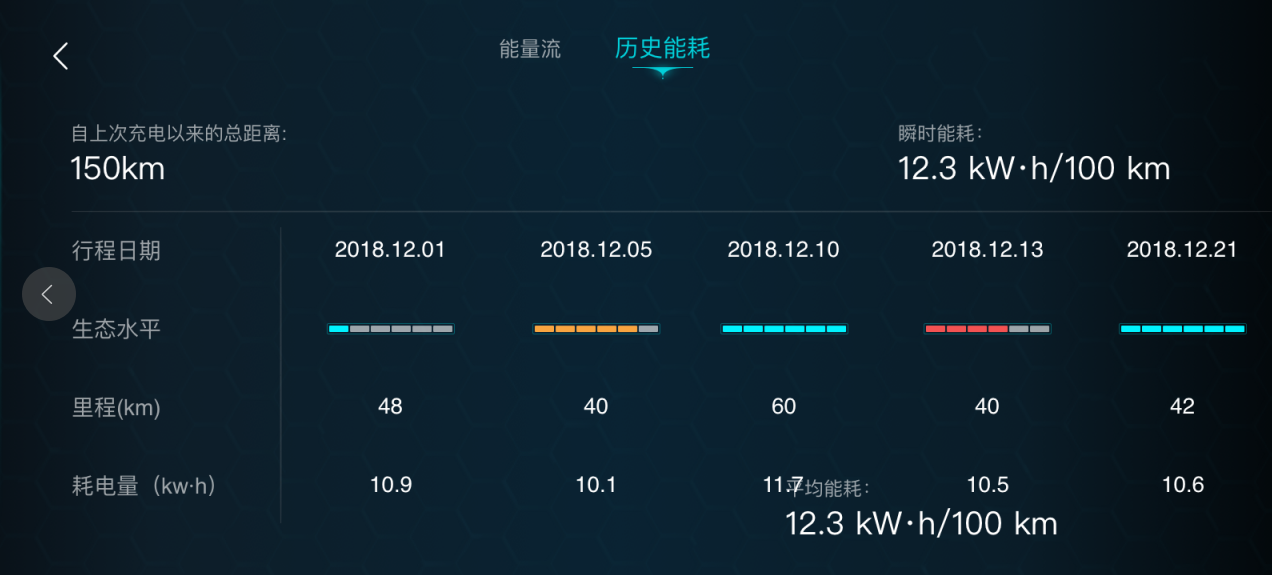 能量流 历史能耗
自上次充电以来的总距离: 瞬时能耗:
150km 12.3 kW·h/100 km
行程日期 2018.12.01 2018.12.05 2018.12.10 2018.12.13 2018.12.21
生态水平
里程(km) 48 40 60 40 42
耗电量（kw·h） 10.9 10.1 11.7 10.5 10.6
平均能耗:
12.3 kW·h/100 km